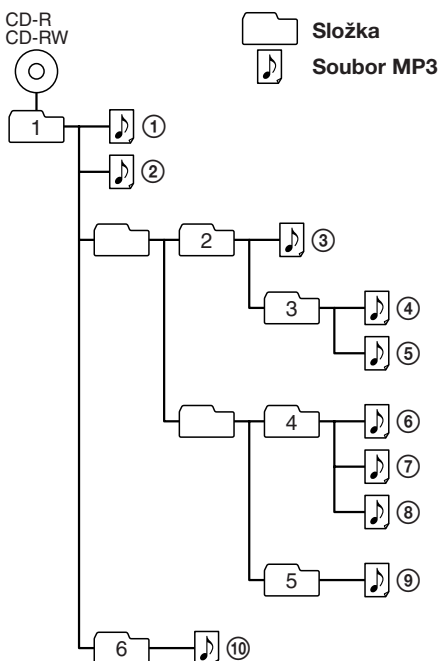 CD-R
CD-RW
Složka
Soubor MP3
1 ①
②
2 ③
3 ④
⑤
4 ⑥
⑦
⑧
5 ⑨
6 ⑩